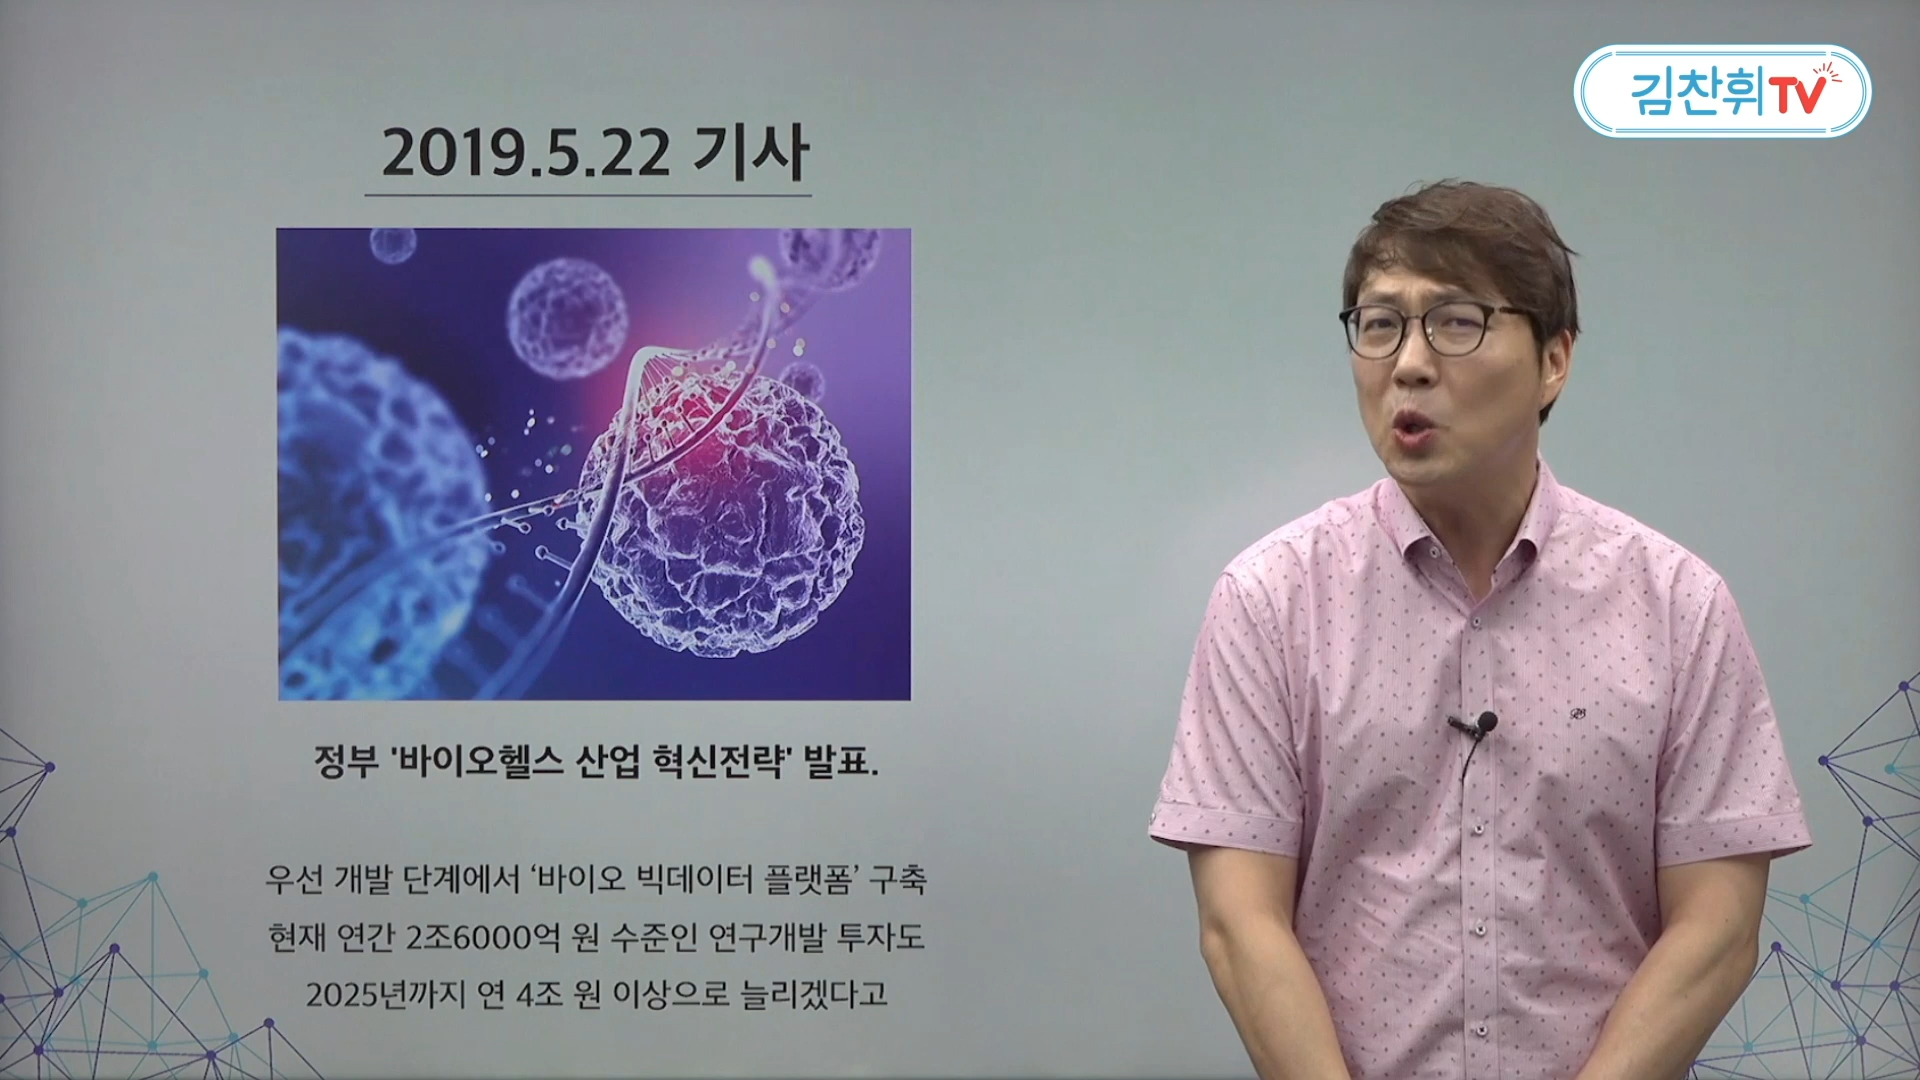 김찬휘TV
2019.5.22 기사
정부 '바이오헬스 산업 혁신전략' 발표.
우선 개발 단계에서 ‘바이오 빅데이터 플랫폼’ 구축
현재 연간 2조6000억 원 수준인 연구개발 투자도
2025년까지 연 4조 원 이상으로 늘리겠다고